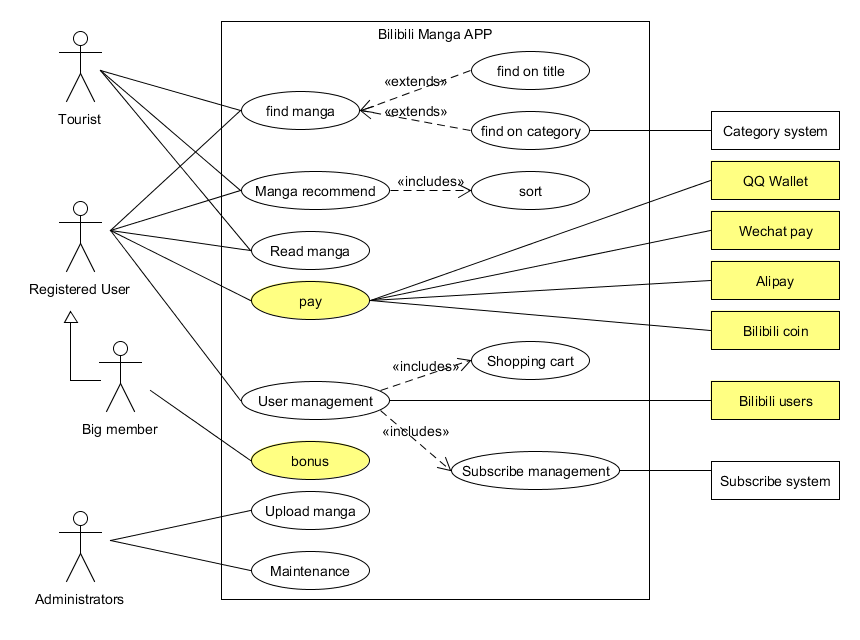 Bilibili Manga APP
Tourist
find manga
«extends»
find on title
«extends»
find on category
Category system
Manga recommend
«includes»
sort
QQ Wallet
Wechat pay
Read manga
Registered User
pay
Alipay
Bilibili coin
Big member
User management
«includes»
Shopping cart
Bilibili users
«includes»
bonus
Subscribe management
Subscribe system
Upload manga
Maintenance
Administrators